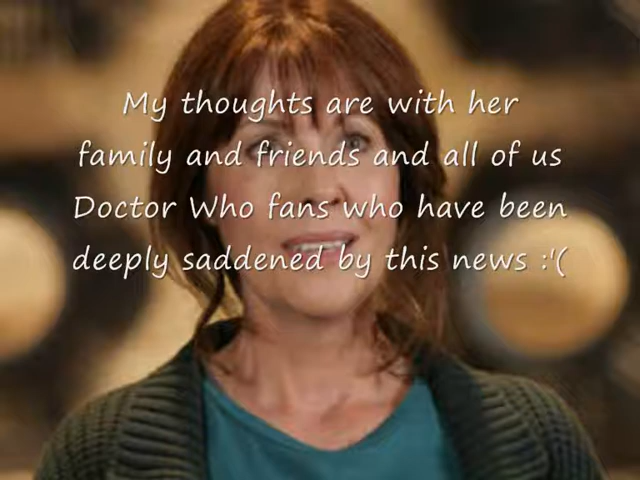 My thoughts are with her
family and friends and all of us
Doctor Who fans who have been
deeply saddened by this news :'(